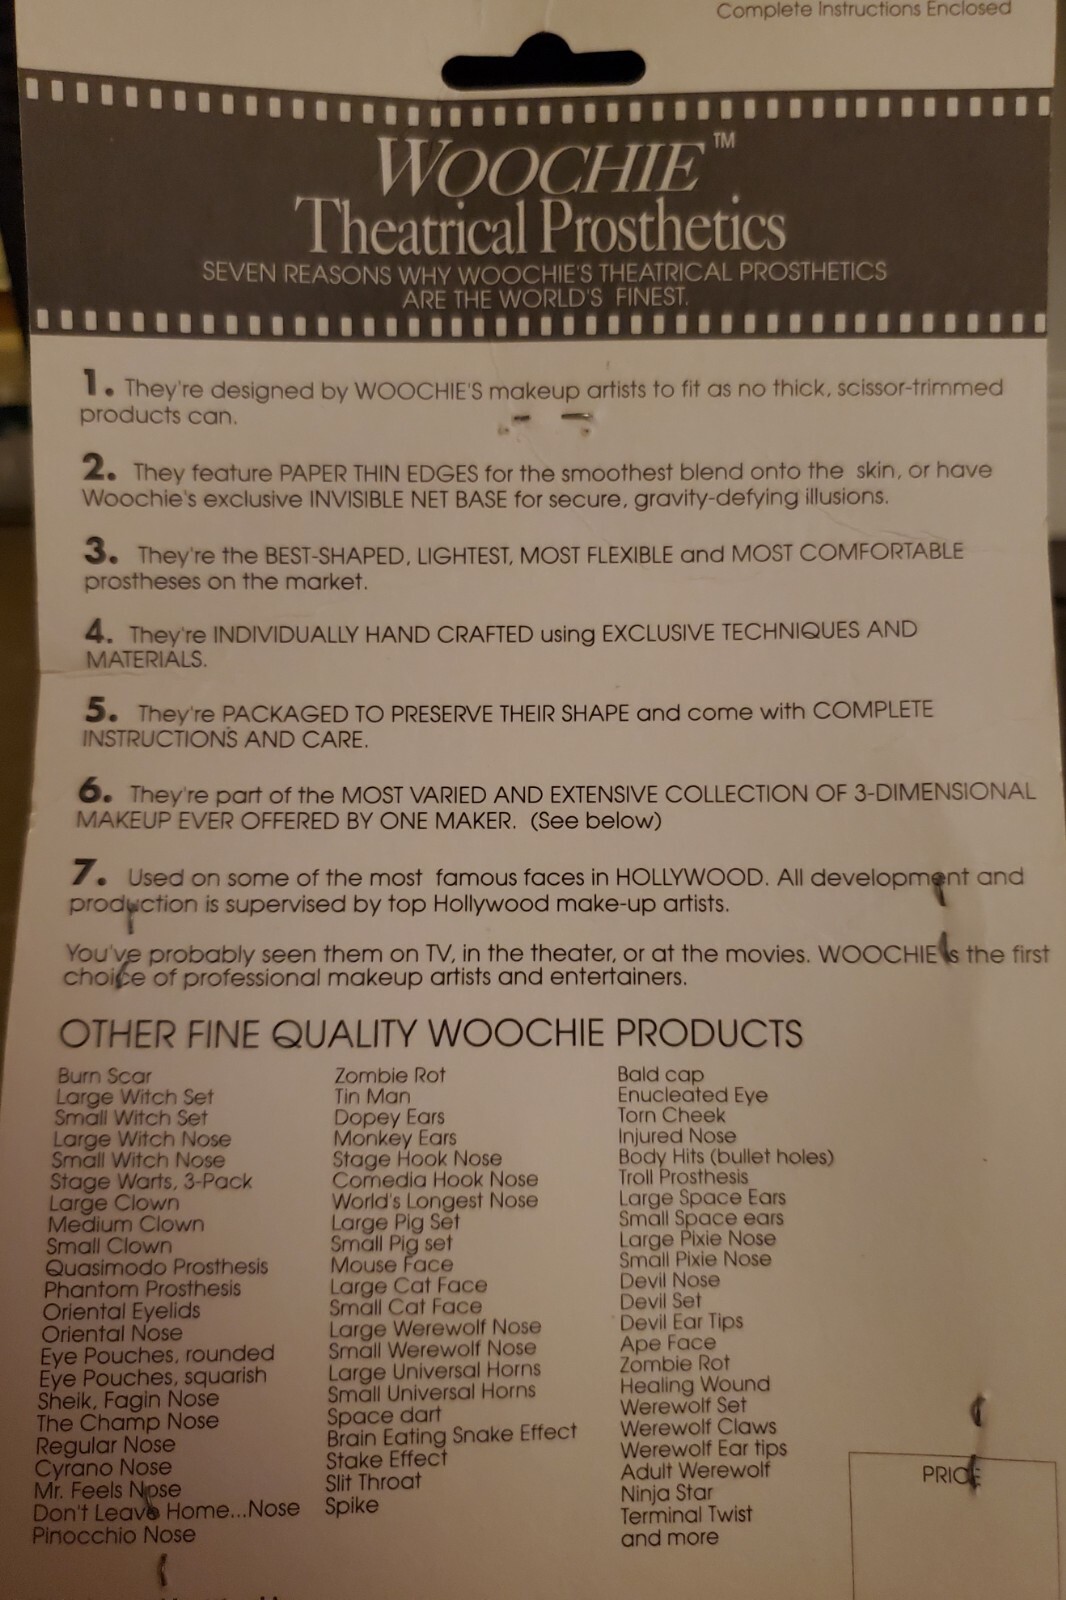 Complete Instructions Enclosed
WOOCHIE™
Theatrical Prosthetics
SEVEN REASONS WHY WOOCHIE'S THEATRICAL PROSTHETICS
ARE THE WORLD'S FINEST.
1. They're designed by WOOCHIE'S makeup artists to fit as no thick, scissor-trimmed
products can.
2. They feature PAPER THIN EDGES for the smoothest blend onto the skin, or have
Woochie's exclusive INVISIBLE NET BASE for secure, gravity-defying illusions.
3. They're the BEST-SHAPED, LIGHTEST, MOST FLEXIBLE and MOST COMFORTABLE
prostheses on the market.
4. They're INDIVIDUALLY HAND CRAFTED using EXCLUSIVE TECHNIQUES AND
MATERIALS.
5. They're PACKAGED TO PRESERVE THEIR SHAPE and come with COMPLETE
INSTRUCTIONS AND CARE.
6. They're part of the MOST VARIED AND EXTENSIVE COLLECTION OF 3-DIMENSIONAL
MAKEUP EVER OFFERED BY ONE MAKER. (See below)
7. Used on some of the most famous faces in HOLLYWOOD. All development and
production is supervised by top Hollywood make-up artists.
You've probably seen them on TV, in the theater, or at the movies. WOOCHIE is the first
choice of professional makeup artists and entertainers.
OTHER FINE QUALITY WOOCHIE PRODUCTS
Burn Scar
Large Witch Set
Small Witch Set
Large Witch Nose
Small Witch Nose
Stage Warts, 3-Pack
Large Clown
Medium Clown
Small Clown
Quasimodo Prosthesis
Phantom Prosthesis
Oriental Eyelids
Oriental Nose
Eye Pouches, rounded
Eye Pouches, squarish
Sheik, Fagin Nose
The Champ Nose
Regular Nose
Cyrano Nose
Mr. Feels Nose
Don't Leave Home...Nose
Pinocchio Nose
Zombie Rot
Tin Man
Dopey Ears
Monkey Ears
Stage Hook Nose
Comedia Hook Nose
World's Longest Nose
Large Pig Set
Small Pig set
Mouse Face
Large Cat Face
Small Cat Face
Large Werewolf Nose
Small Werewolf Nose
Large Universal Horns
Small Universal Horns
Space dart
Brain Eating Snake Effect
Stake Effect
Slit Throat
Spike
Bald cap
Enucleated Eye
Torn Cheek
Injured Nose
Body Hits (bullet holes)
Troll Prosthesis
Large Space Ears
Small Space ears
Large Pixie Nose
Small Pixie Nose
Devil Nose
Devil Set
Devil Ear Tips
Ape Face
Zombie Rot
Healing Wound
Werewolf Set
Werewolf Claws
Werewolf Ear tips
Adult Werewolf
Ninja Star
Terminal Twist
and more
PRICE